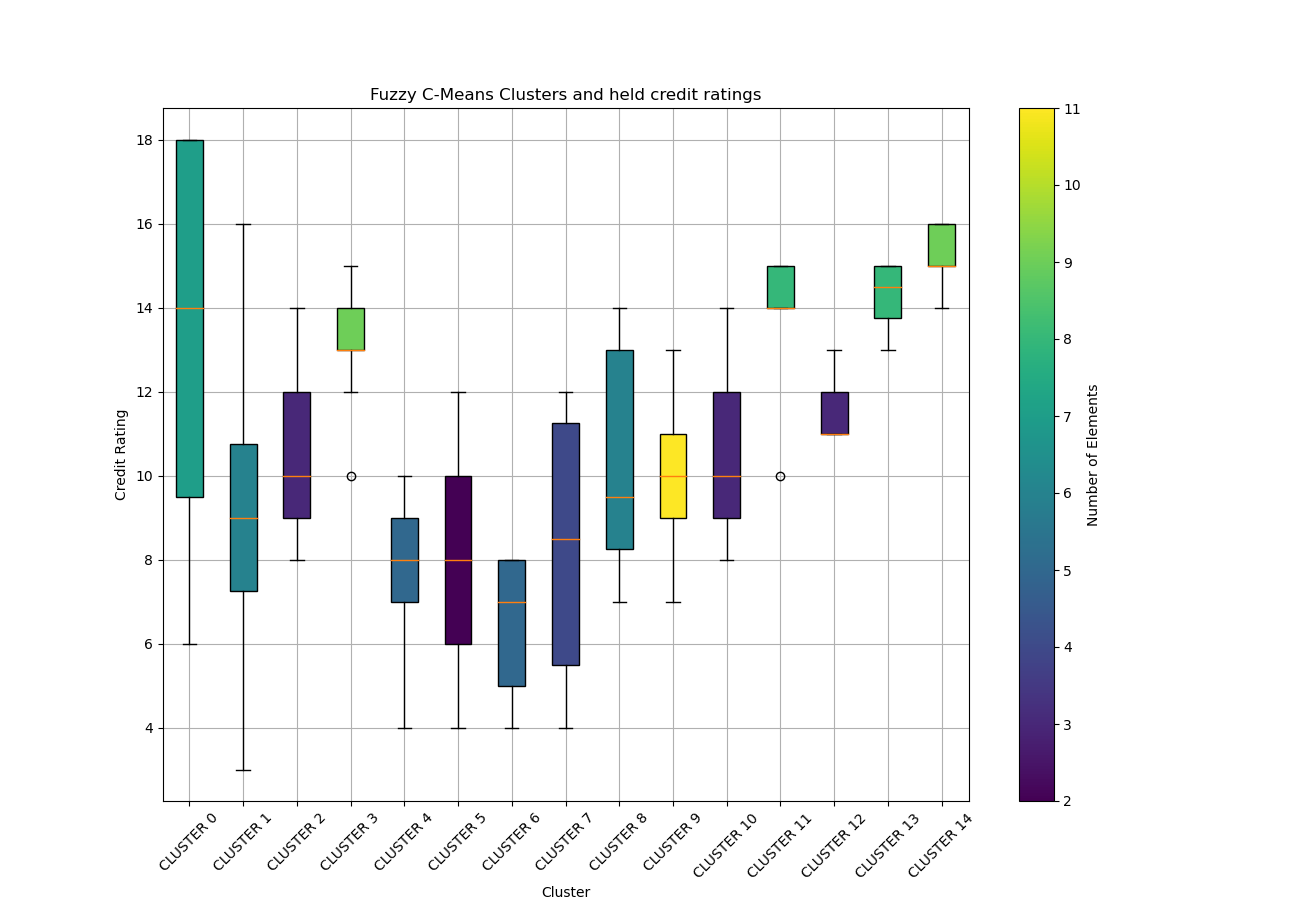 Fuzzy C-Means Clusters and held credit ratings
18
16
14
12
10
8
6
4
Credit Rating
CLUSTER 0
CLUSTER 1
CLUSTER 2
CLUSTER 3
CLUSTER 4
CLUSTER 5
CLUSTER 6
CLUSTER 7
CLUSTER 8
CLUSTER 9
CLUSTER 10
CLUSTER 11
CLUSTER 12
CLUSTER 13
CLUSTER 14
Cluster
11
10
9
8
7
6
5
4
3
2
Number of Elements